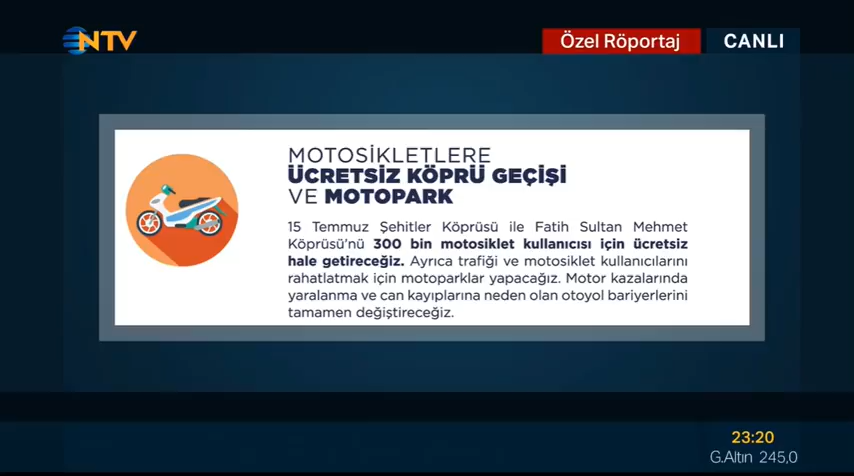 NTV
Özel Röportaj
CANLI
MOTOSİKLETLERE
ÜCRETSİZ KÖPRÜ GEÇİŞİ
VE MOTOPARK
15 Temmuz Şehitler Köprüsü ile Fatih Sultan Mehmet
Köprüsü'nü 300 bin motosiklet kullanıcısı için ücretsiz
hale getireceğiz. Ayrıca trafiği ve motosiklet kullanıcılarını
rahatlatmak için motoparklar yapacağız. Motor kazalarında
yaralanma ve can kayıplarına neden olan otoyol bariyerlerini
tamamen değiştireceğiz.
23:20
G.Altın 245,0